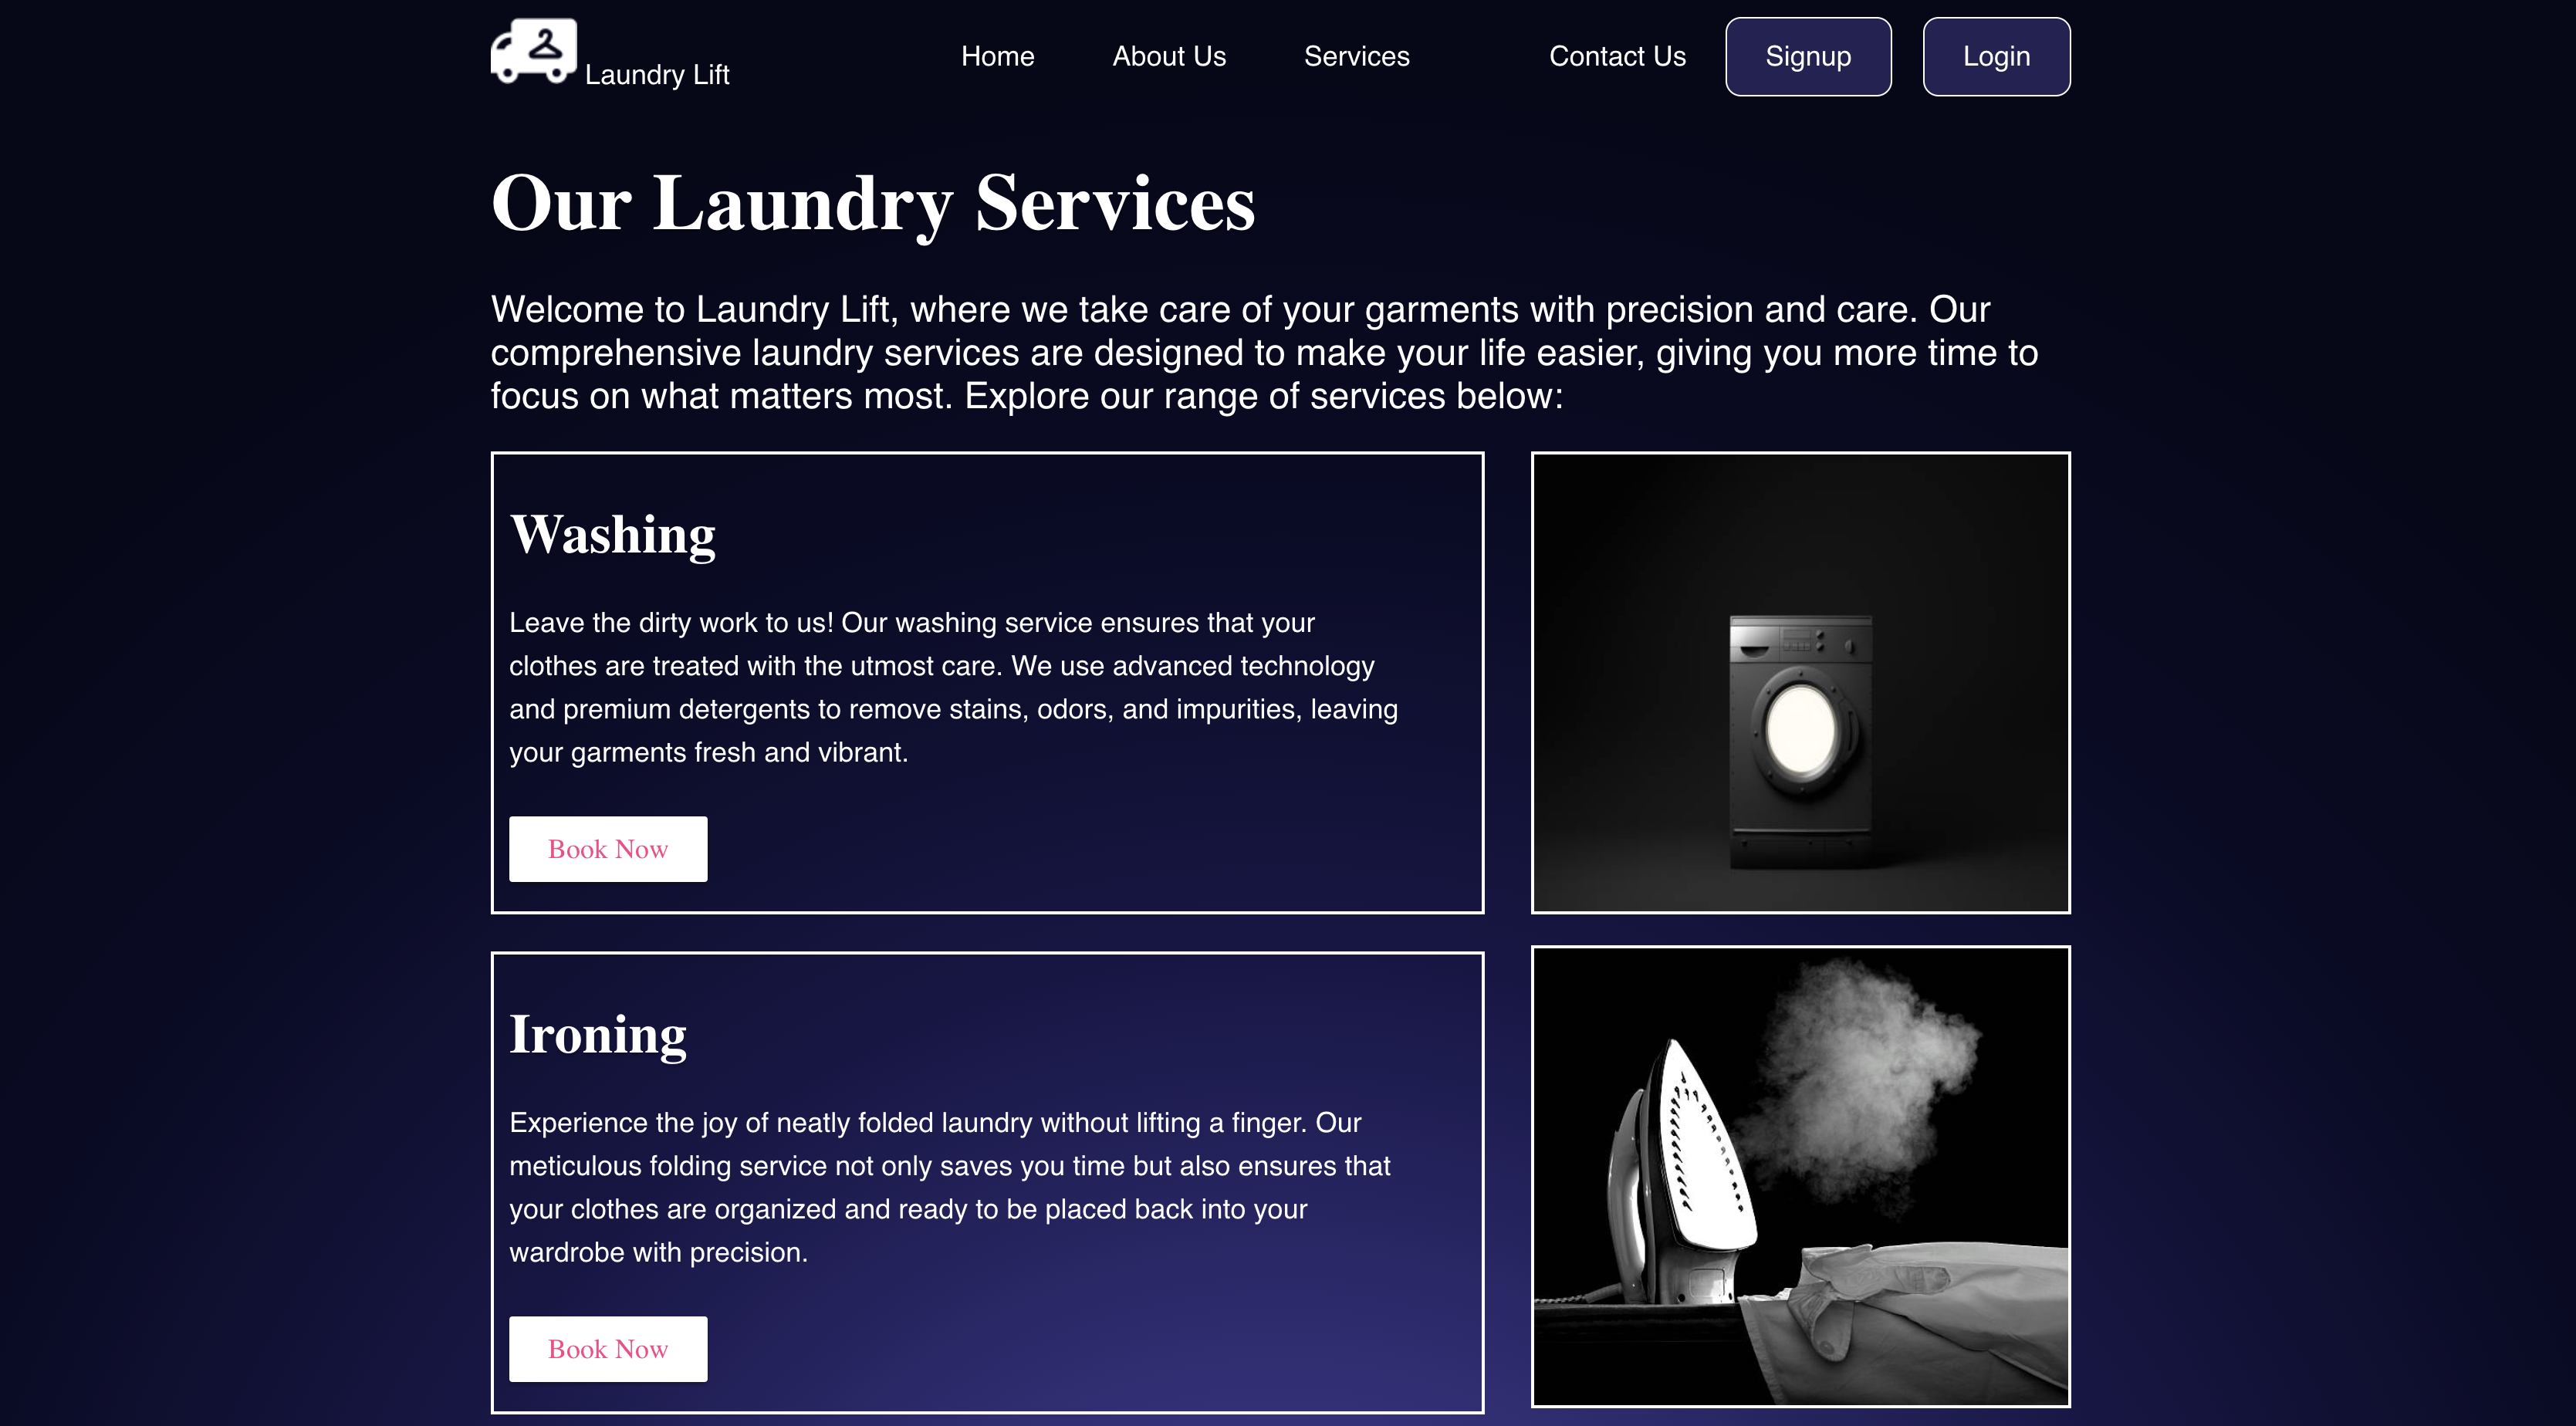 Laundry Lift
Home
About Us
Services
Contact Us
Signup
Login
Our Laundry Services
Welcome to Laundry Lift, where we take care of your garments with precision and care. Our
comprehensive laundry services are designed to make your life easier, giving you more time to
focus on what matters most. Explore our range of services below:
Washing
Leave the dirty work to us! Our washing service ensures that your
clothes are treated with the utmost care. We use advanced technology
and premium detergents to remove stains, odors, and impurities, leaving
your garments fresh and vibrant.
Book Now
Ironing
Experience the joy of neatly folded laundry without lifting a finger. Our
meticulous folding service not only saves you time but also ensures that
your clothes are organized and ready to be placed back into your
wardrobe with precision.
Book Now